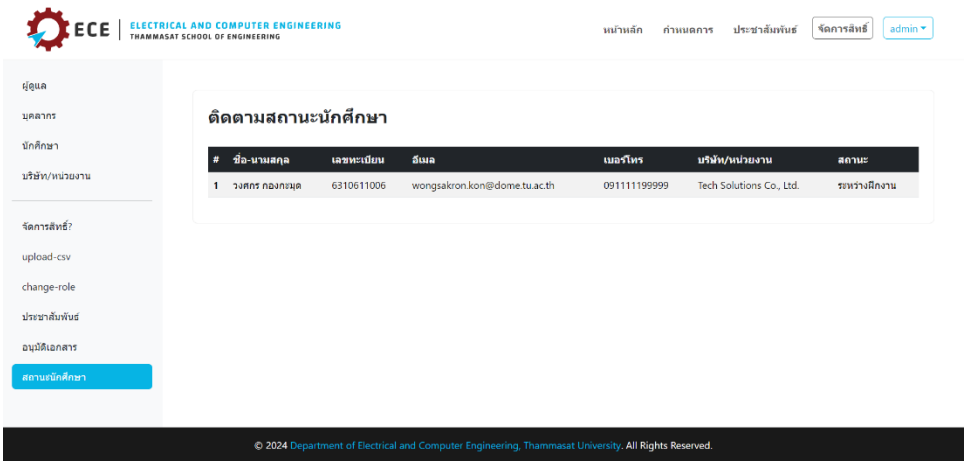 ECE
ELECTRICAL AND COMPUTER ENGINEERING
THAMMASAT SCHOOL OF ENGINEERING
หน้าหลัก กำหนดการ ประชาสัมพันธ์ จัดการสิทธิ์ admin
ผู้ดูแล
บุคลากร
นักศึกษา
บริษัท/หน่วยงาน
จัดการสิทธิ์?
upload-csv
change-role
ประชาสัมพันธ์
อนุมัติเอกสาร
สถานะนักศึกษา
ติดตามสถานะนักศึกษา
# ชื่อ-นามสกุล เลขทะเบียน อีเมล เบอร์โทร บริษัท/หน่วยงาน สถานะ
1 วงศกร กองกะมุด 6310611006 wongsakron.kon@dome.tu.ac.th 091111199999 Tech Solutions Co., Ltd. ระหว่างฝึกงาน
© 2024 Department of Electrical and Computer Engineering, Thammasat University. All Rights Reserved.